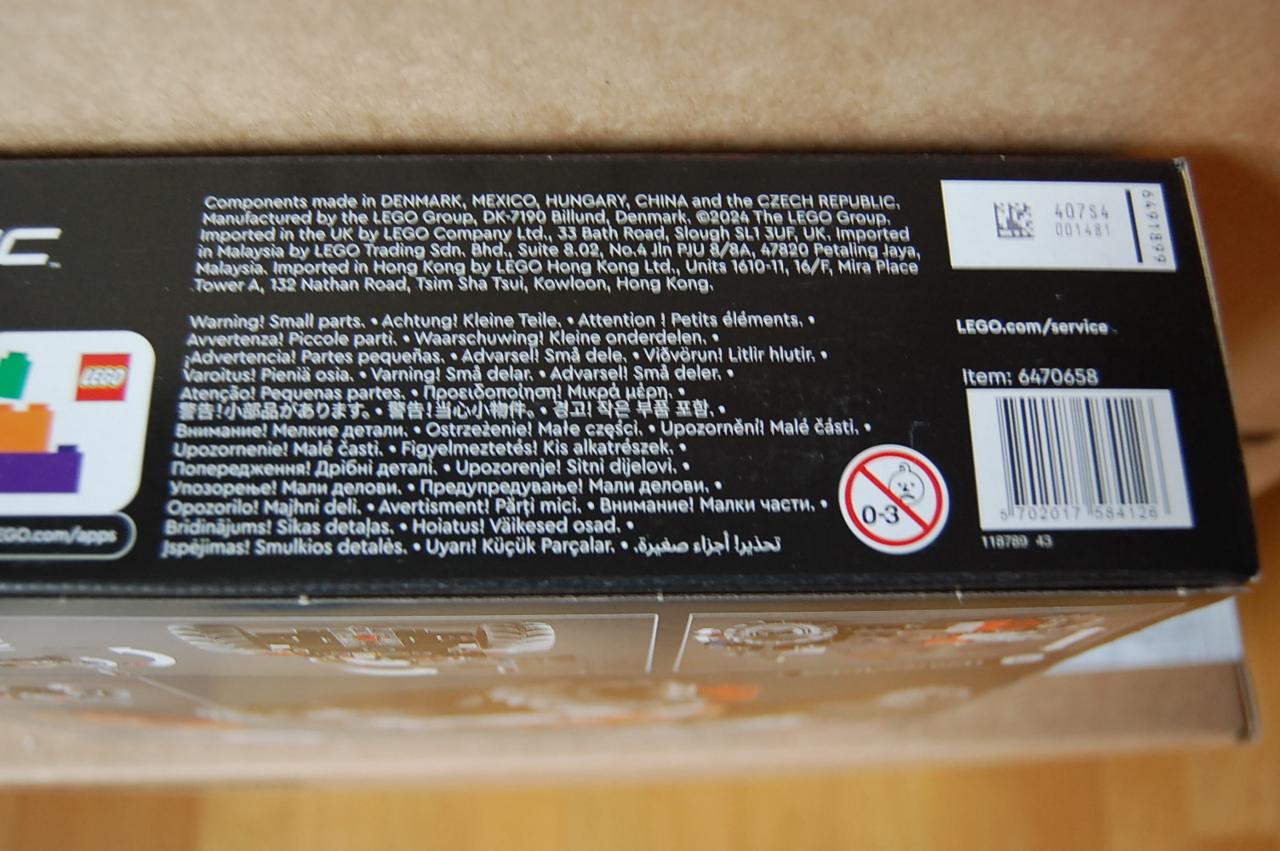 C
Components made in DENMARK, MEXICO, HUNGARY, CHINA and the CZECH REPUBLIC.
Manufactured by the LEGO Group, DK-7190 Billund, Denmark. ©2024 The LEGO Group.
Imported in the UK by LEGO Company Ltd., 33 Bath Road, Slough SL1 3UF, UK. Imported
in Malaysia by LEGO Trading Sdn. Bhd., Suite 8.02, No.4 Jln PJU 8/8A, 47820 Petaling Jaya,
Malaysia. Imported in Hong Kong by LEGO Hong Kong Ltd., Units 1610-11, 16/F, Mira Place
Tower A, 132 Nathan Road, Tsim Sha Tsui, Kowloon, Hong Kong.
Warning! Small parts. • Achtung! Kleine Teile. • Attention ! Petits éléments. •
Avvertenza! Piccole parti. • Waarschuwing! Kleine onderdelen. •
¡Advertencia! Partes pequeñas. • Advarsel! Små dele. • Viðvörun! Litlir hlutir. •
Varoitus! Pieniä osia. • Varning! Små delar. • Advarsel! Små deler. •
Atenção! Pequenas partes. • Προειδοποίηση! Μικρά μέρη. •
警告!小部品があります。 • 警告!当心小物件。 • 경고! 작은 부품 포함. •
Внимание! Мелкие детали. • Ostrzeżenie! Małe części. • Upozornění! Malé části. •
Upozornenie! Malé časti. • Figyelmeztetés! Kis alkatrészek. •
Попередження! Дрібні деталі. • Upozorenje! Sitni dijelovi. •
Упозорење! Мали делови. • Предупредување! Мали делови. •
Opozorilo! Majhni deli. • Avertisment! Părți mici. • Внимание! Малки части. •
Brīdinājums! Sīkas detaļas. • Hoiatus! Väikesed osad. •
Įspėjimas! Smulkios detalės. • Uyarı! Küçük Parçalar. • تحذير! أجزاء صغيرة.
LEGO
GO.com/apps
0-3
407S4
001481
6491899
LEGO.com/service
Item: 6470658
5 702017 584126
118789 43